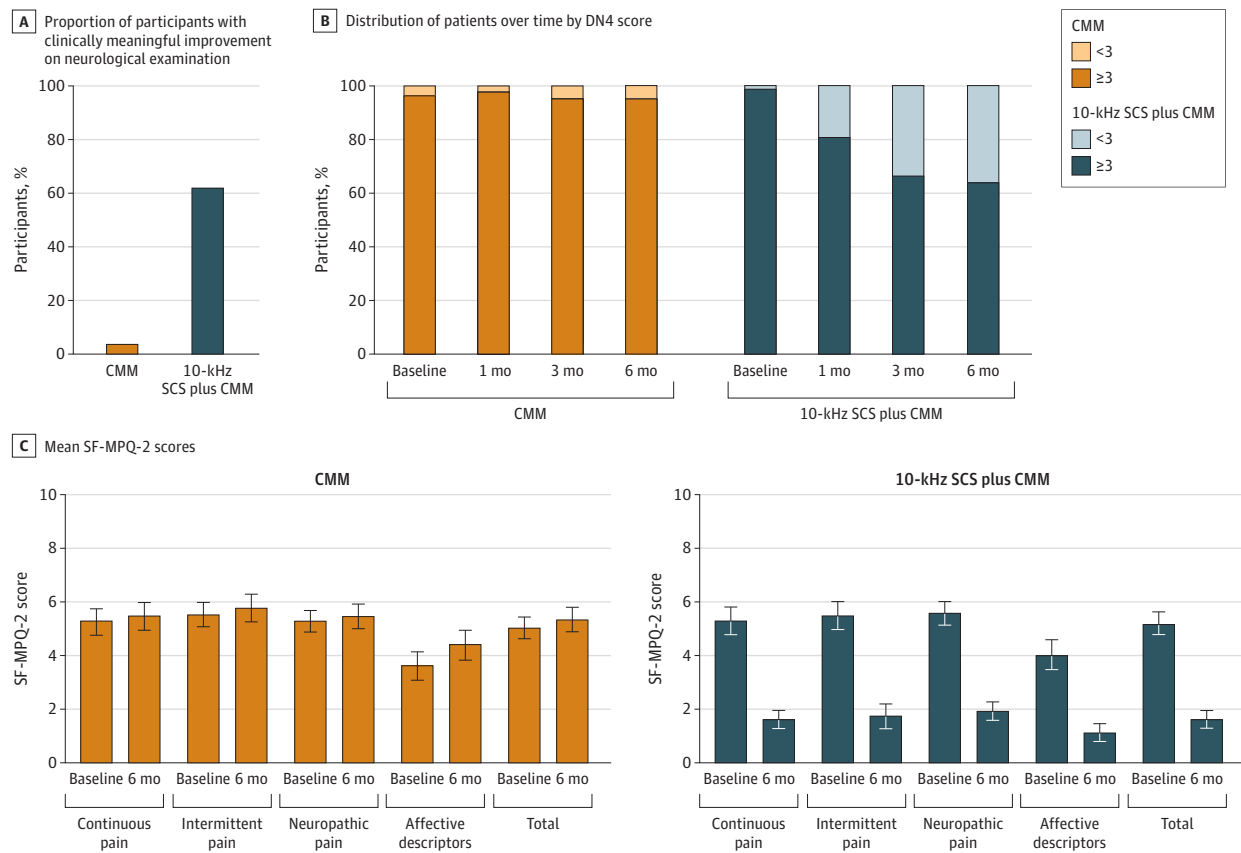 A Proportion of participants with
clinically meaningful improvement
on neurological examination
Participants, %
100
80
60
40
20
0
CMM
10-kHz
SCS plus CMM
B Distribution of patients over time by DN4 score
Participants, %
100
80
60
40
20
0
Baseline 1 mo 3 mo 6 mo
CMM
Baseline 1 mo 3 mo 6 mo
10-kHz SCS plus CMM
CMM
<3
≥3
10-kHz SCS plus CMM
<3
≥3
C Mean SF-MPQ-2 scores
CMM
SF-MPQ-2 score
10
8
6
4
2
0
Baseline 6 mo Baseline 6 mo Baseline 6 mo Baseline 6 mo Baseline 6 mo
Continuous
pain
Intermittent
pain
Neuropathic
pain
Affective
descriptors
Total
10-kHz SCS plus CMM
SF-MPQ-2 score
10
8
6
4
2
0
Baseline 6 mo Baseline 6 mo Baseline 6 mo Baseline 6 mo Baseline 6 mo
Continuous
pain
Intermittent
pain
Neuropathic
pain
Affective
descriptors
Total